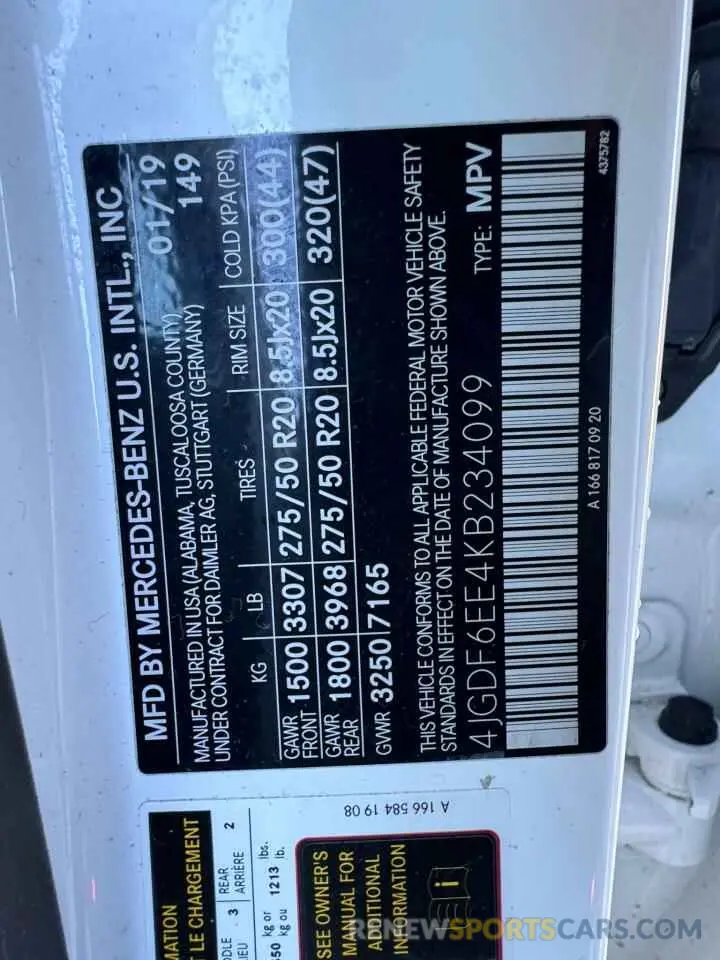 MFD BY MERCEDES-BENZ U.S. INTL., INC
MANUFACTURED IN USA (ALABAMA, TUSCALOOSA COUNTY) 01/19
UNDER CONTRACT FOR DAIMLER AG, STUTTGART (GERMANY) 149
KG LB TIRES RIM SIZE COLD KPA (PSI)
GAWR FRONT 1500 3307 275/50 R20 8.5Jx20 300(44)
GAWR REAR 1800 3968 275/50 R20 8.5Jx20 320(47)
GVWR 3250 7165
THIS VEHICLE CONFORMS TO ALL APPLICABLE FEDERAL MOTOR VEHICLE SAFETY
STANDARDS IN EFFECT ON THE DATE OF MANUFACTURE SHOWN ABOVE.
4JGDF6EE4KB234099 TYPE: MPV
A 166 817 09 20
4375782
A 166 584 19 08
LE CHARGEMENT
3 REAR ARRIÈRE 2
kg or 1213 lbs.
kg ou lb.
SEE OWNER'S
MANUAL FOR
ADDITIONAL
INFORMATION
RENEWSPORTSCARS.COM